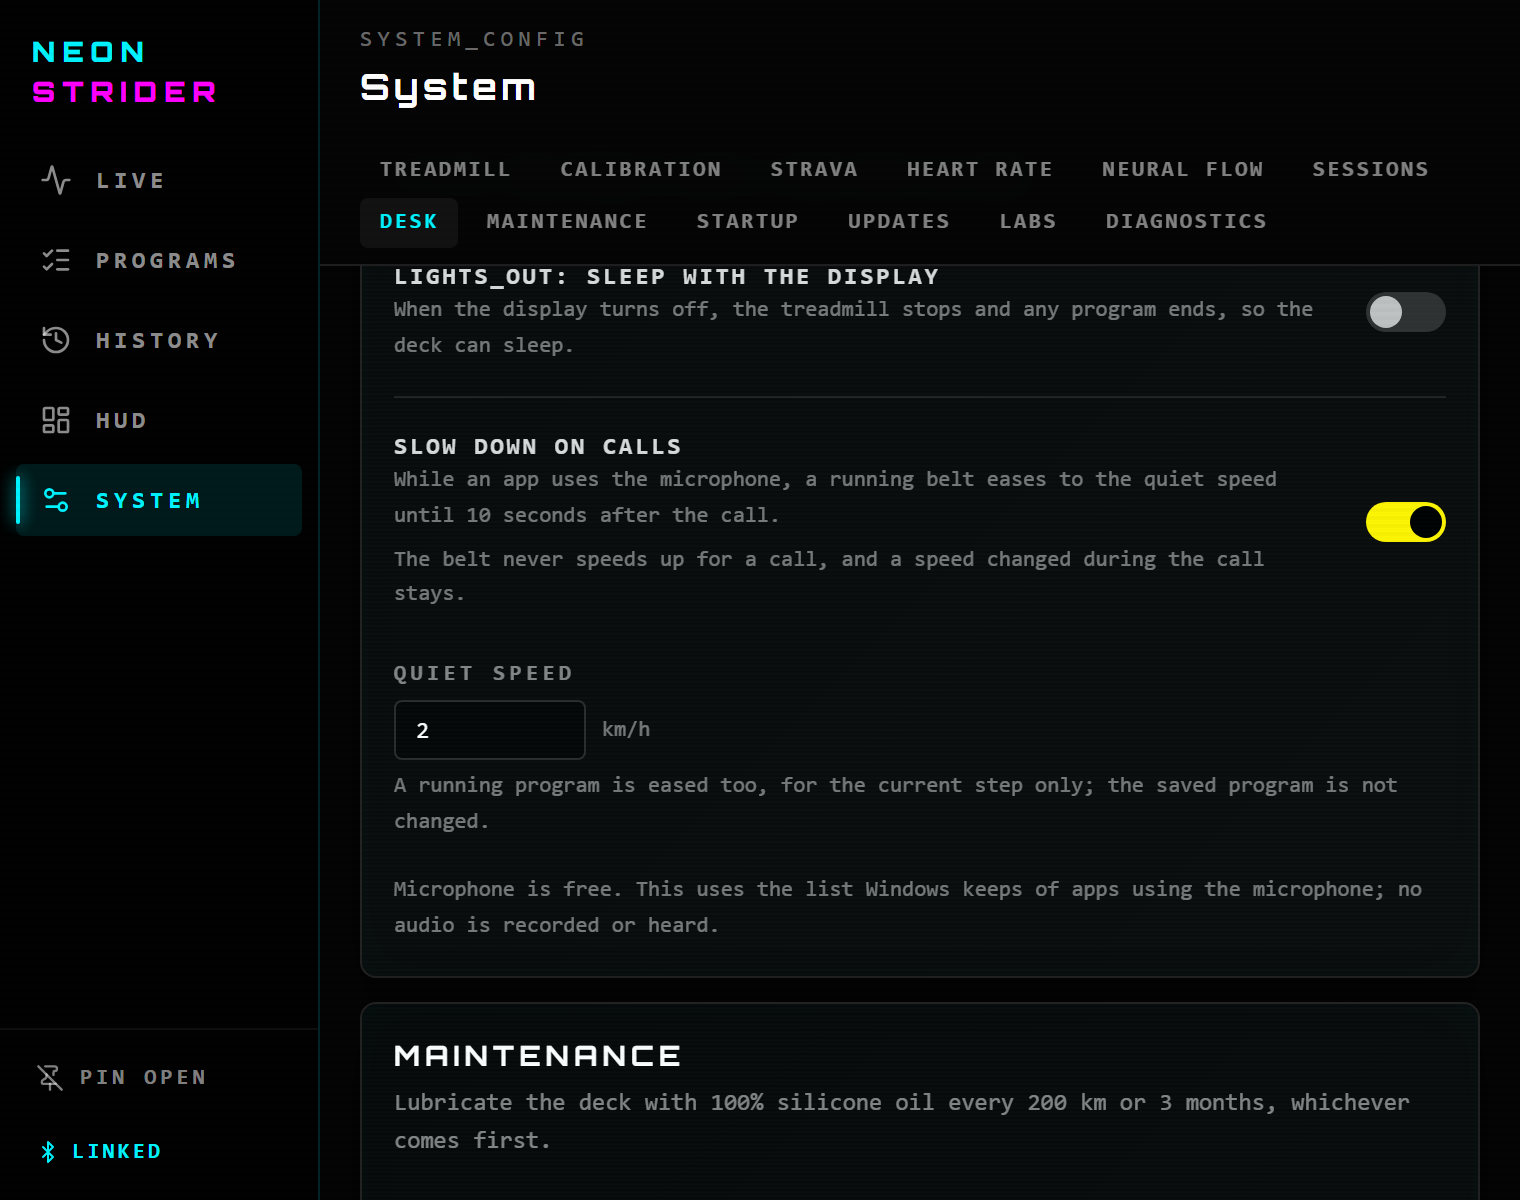 NEON
STRIDER
LIVE
PROGRAMS
HISTORY
HUD
SYSTEM
PIN OPEN
LINKED
SYSTEM_CONFIG
System
TREADMILL CALIBRATION STRAVA HEART RATE NEURAL FLOW SESSIONS
DESK MAINTENANCE STARTUP UPDATES LABS DIAGNOSTICS
LIGHTS_OUT: SLEEP WITH THE DISPLAY
When the display turns off, the treadmill stops and any program ends, so the
deck can sleep.
SLOW DOWN ON CALLS
While an app uses the microphone, a running belt eases to the quiet speed
until 10 seconds after the call.
The belt never speeds up for a call, and a speed changed during the call
stays.
QUIET SPEED
2 km/h
A running program is eased too, for the current step only; the saved program is not
changed.
Microphone is free. This uses the list Windows keeps of apps using the microphone; no
audio is recorded or heard.
MAINTENANCE
Lubricate the deck with 100% silicone oil every 200 km or 3 months, whichever
comes first.